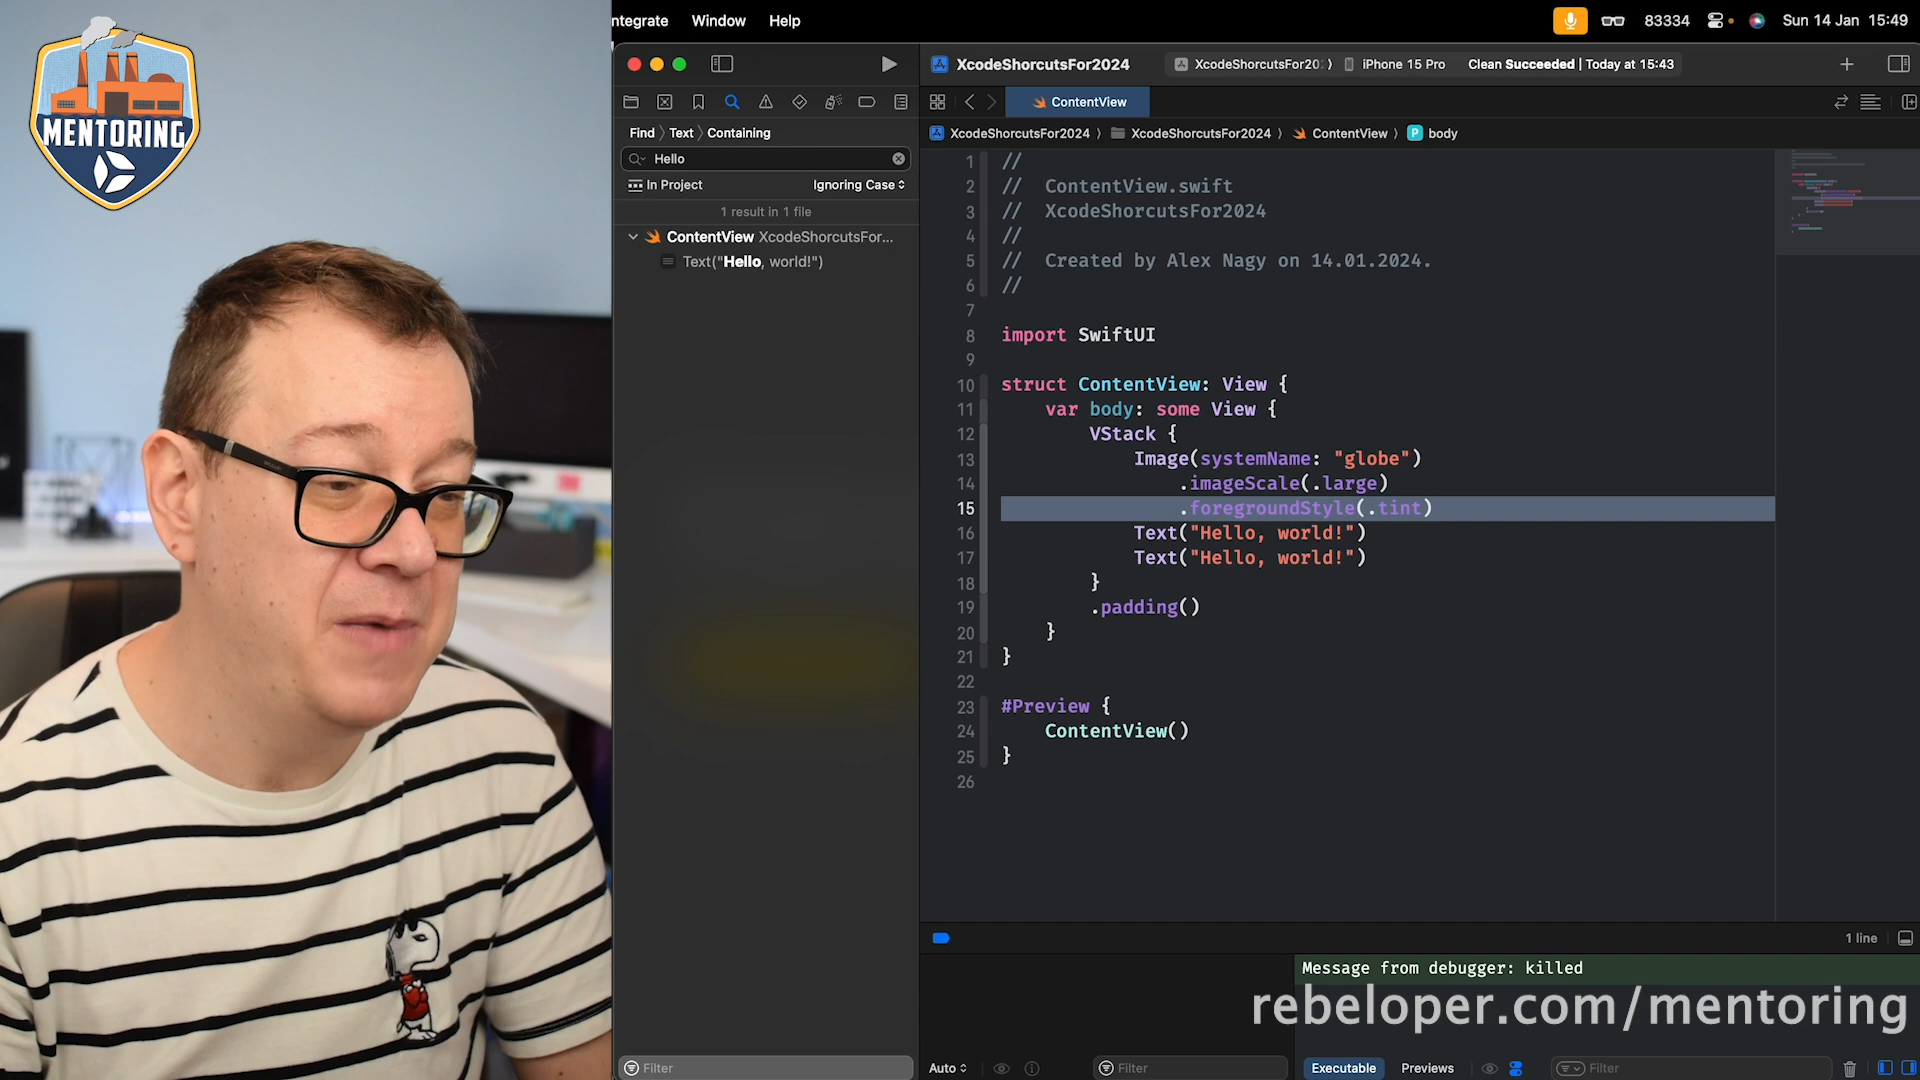 MENTORING
ntegrate Window Help
83334 Sun 14 Jan 15:49
XcodeShorcutsFor2024
XcodeShorcutsFor20 iPhone 15 Pro Clean Succeeded | Today at 15:43
ContentView
Find Text Containing
Hello
In Project Ignoring Case
1 result in 1 file
ContentView XcodeShorcutsFor...
Text("Hello, world!")
Filter
XcodeShorcutsFor2024 XcodeShorcutsFor2024 ContentView P body
1 //
2 // ContentView.swift
3 // XcodeShorcutsFor2024
4 //
5 // Created by Alex Nagy on 14.01.2024.
6 //
7
8 import SwiftUI
9
10 struct ContentView: View {
11 var body: some View {
12 VStack {
13 Image(systemName: "globe")
14 .imageScale(.large)
15 .foregroundStyle(.tint)
16 Text("Hello, world!")
17 Text("Hello, world!")
18 }
19 .padding()
20 }
21 }
22
23 #Preview {
24 ContentView()
25 }
26
1 line
Message from debugger: killed
rebeloper.com/mentoring
Auto Filter Executable Previews Filter